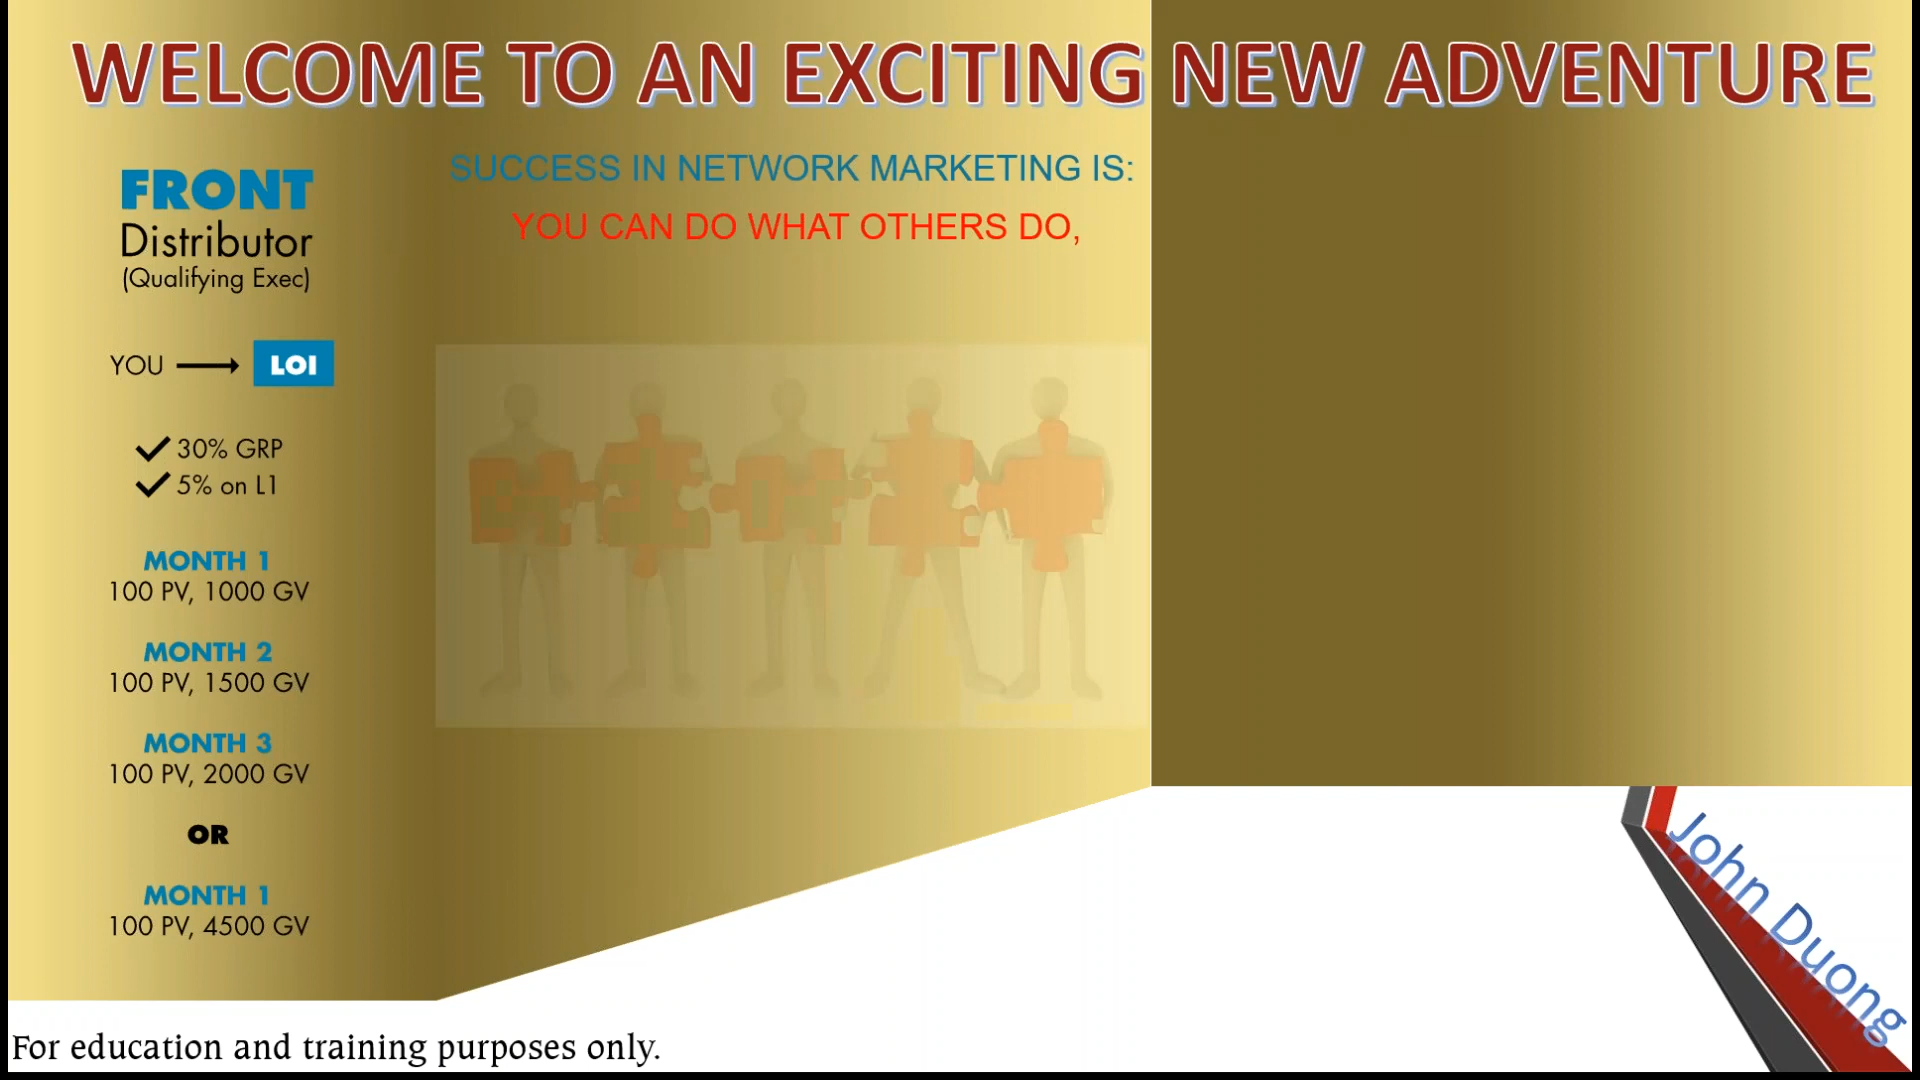 WELCOME TO AN EXCITING NEW ADVENTURE
SUCCESS IN NETWORK MARKETING IS:
YOU CAN DO WHAT OTHERS DO,
FRONT
Distributor
(Qualifying Exec)
YOU LOI
30% GRP
5% on L1
MONTH 1
100 PV, 1000 GV
MONTH 2
100 PV, 1500 GV
MONTH 3
100 PV, 2000 GV
OR
MONTH 1
100 PV, 4500 GV
John Duong
For education and training purposes only.